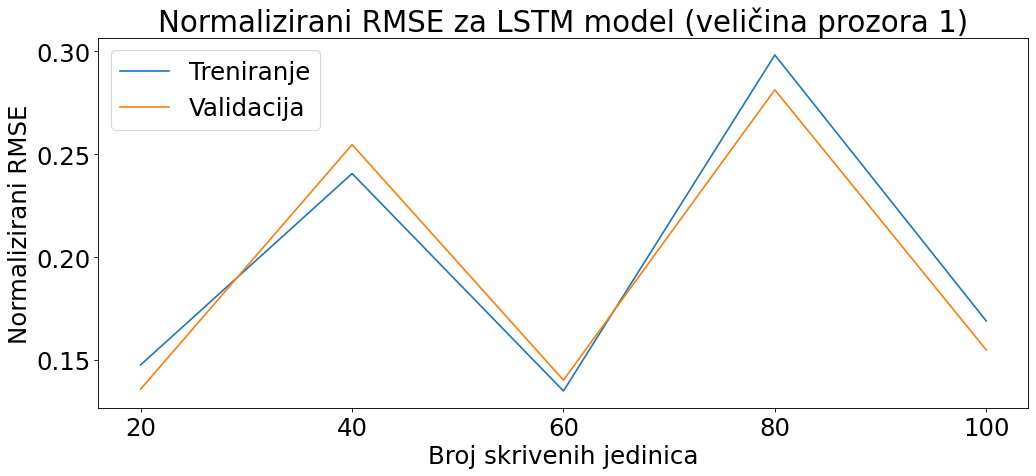 Normalizirani RMSE za LSTM model (veličina prozora 1)
Treniranje
Validacija
Normalizirani RMSE
0.30
0.25
0.20
0.15
20 40 60 80 100
Broj skrivenih jedinica